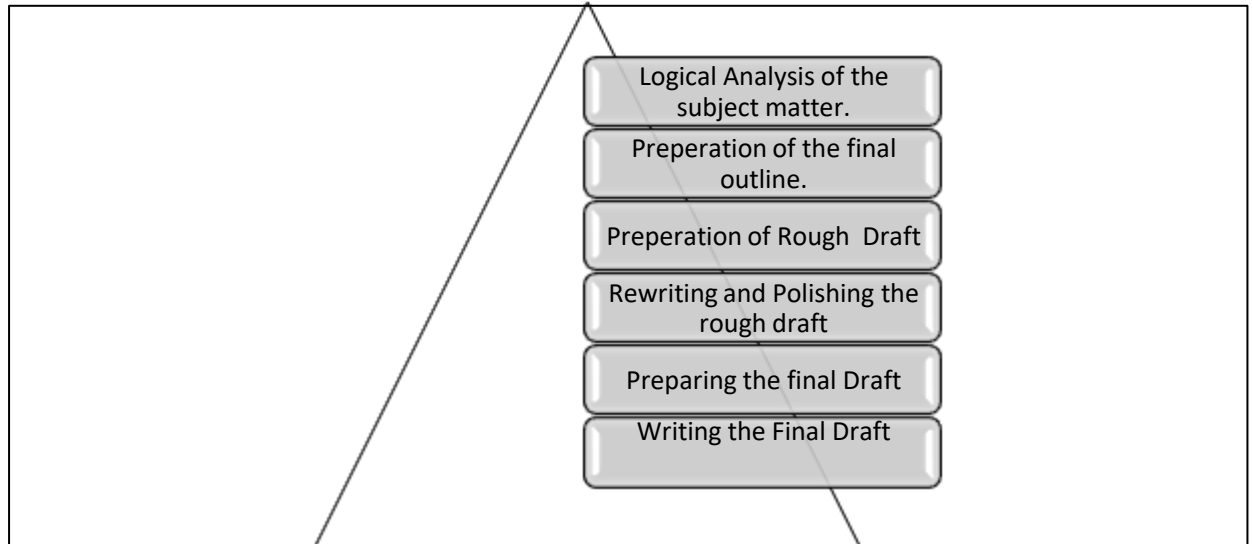 Logical Analysis of the
subject matter.
Preperation of the final
outline.
Preperation of Rough  Draft
Rewriting and Polishing the
rough draft
Preparing the final Draft
Writing the Final Draft